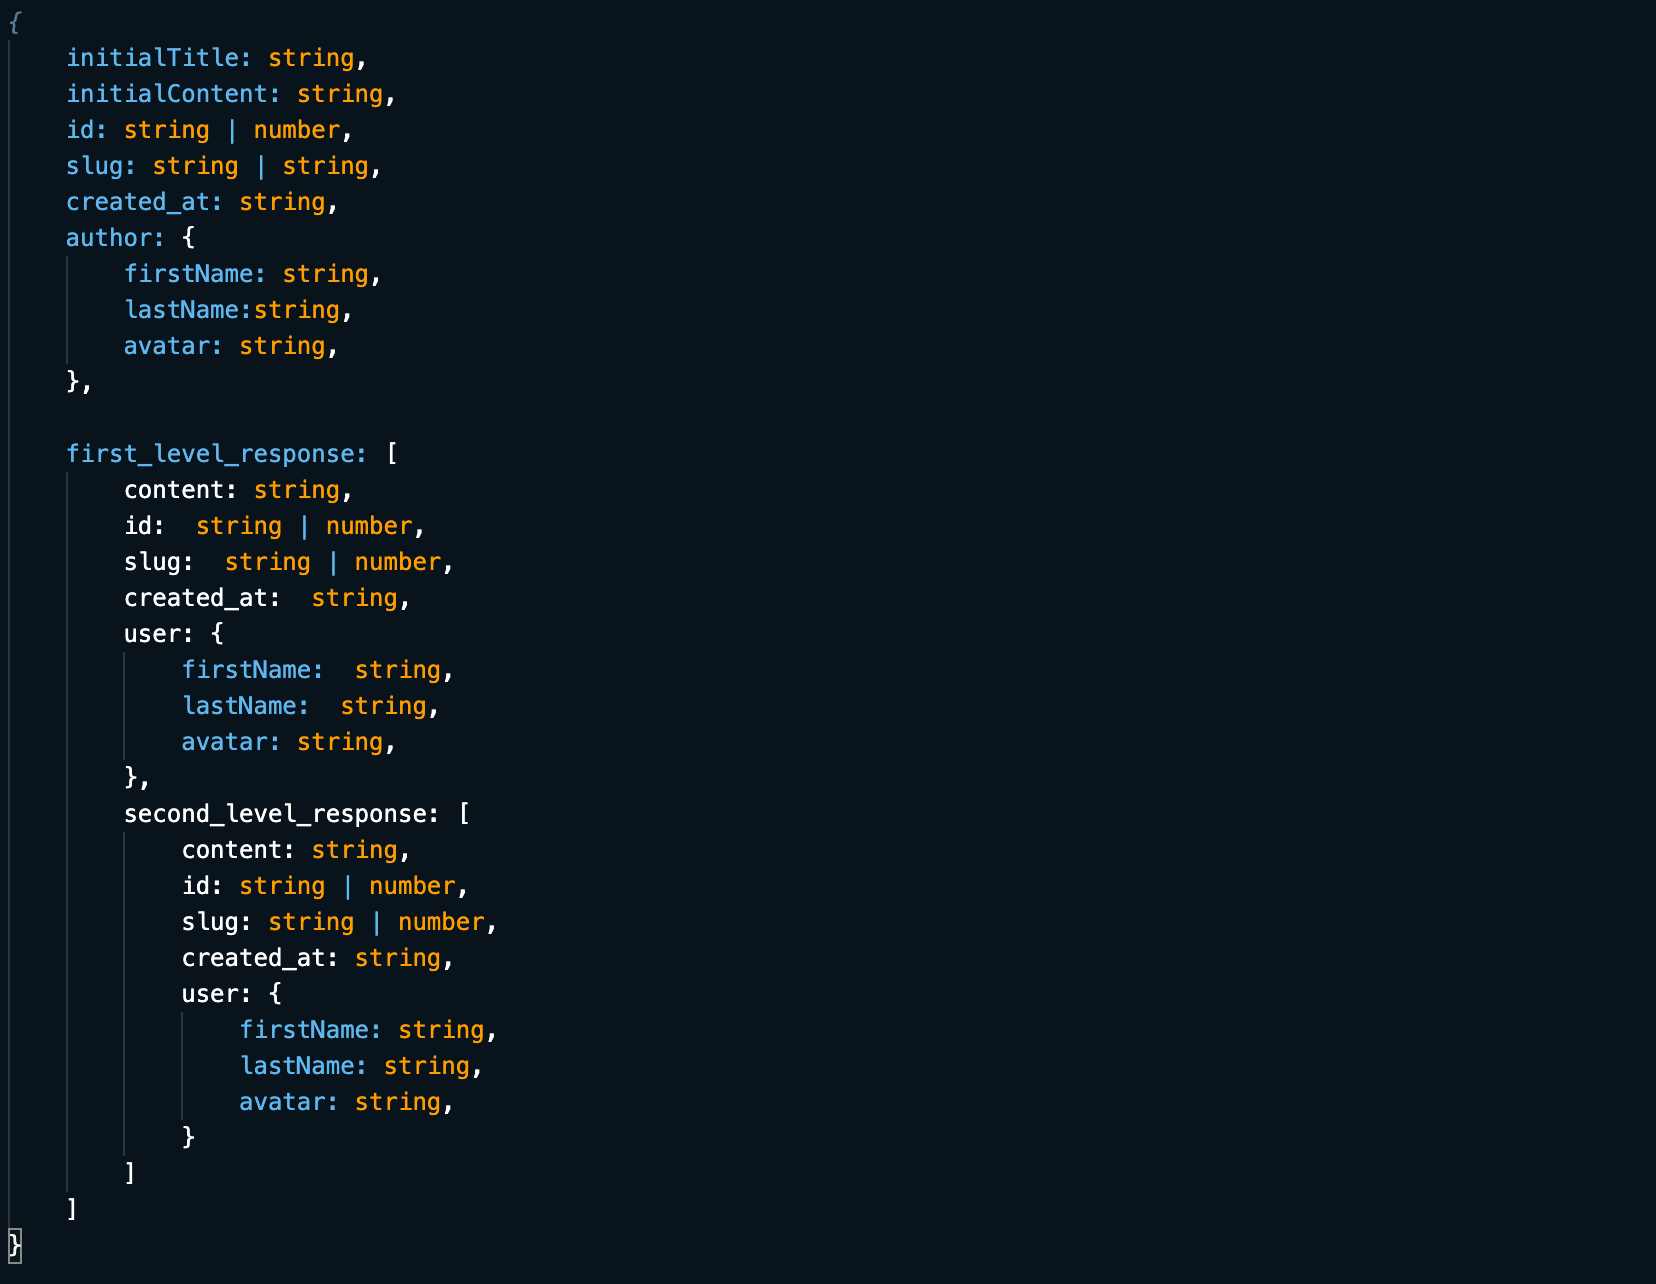 {
initialTitle: string,
initialContent: string,
id: string | number,
slug: string | string,
created_at: string,
author: {
firstName: string,
lastName:string,
avatar: string,
},
first_level_response: [
content: string,
id:  string | number,
slug:  string | number,
created_at:  string,
user: {
firstName:  string,
lastName:  string,
avatar: string,
},
second_level_response: [
content: string,
id: string | number,
slug: string | number,
created_at: string,
user: {
firstName: string,
lastName: string,
avatar: string,
}
]
]
}